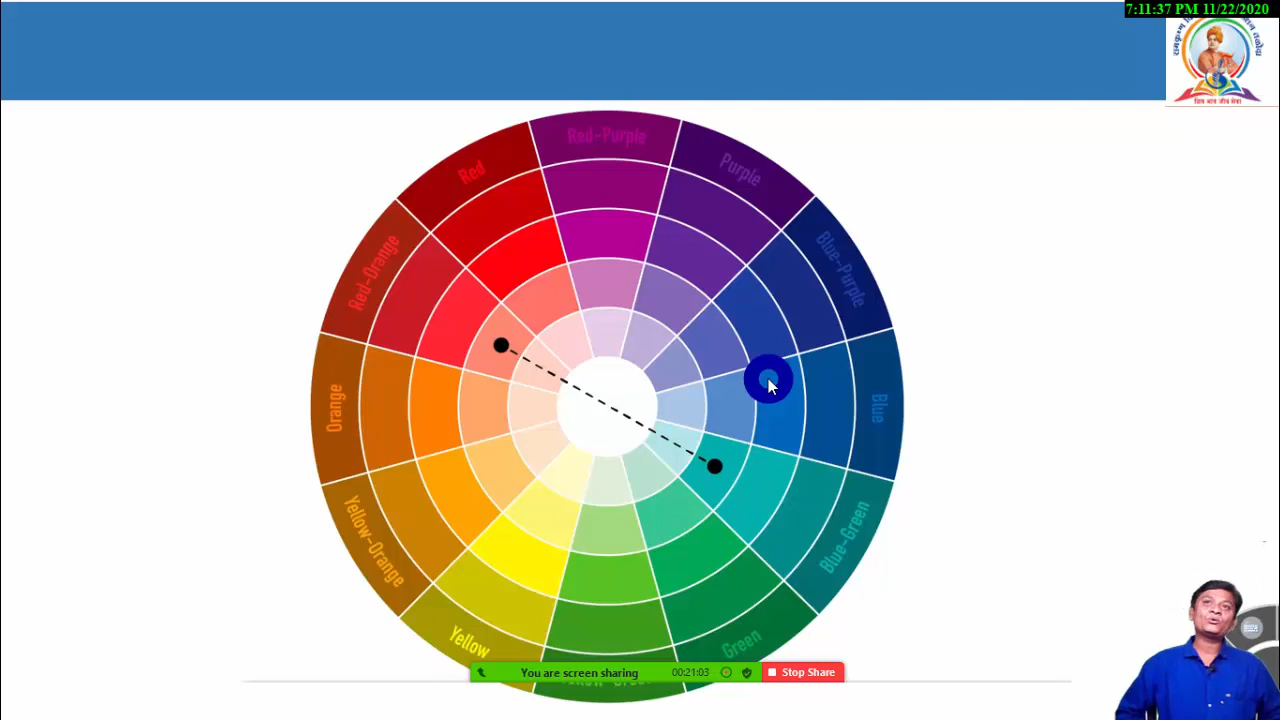 7:11:37 PM 11/22/2020
Red-Purple
Purple
Red
Blue-Purple
Red-Orange
Orange
Blue
Yellow-Orange
Blue-Green
Yellow
Green
You are screen sharing
00:21:03
Stop Share